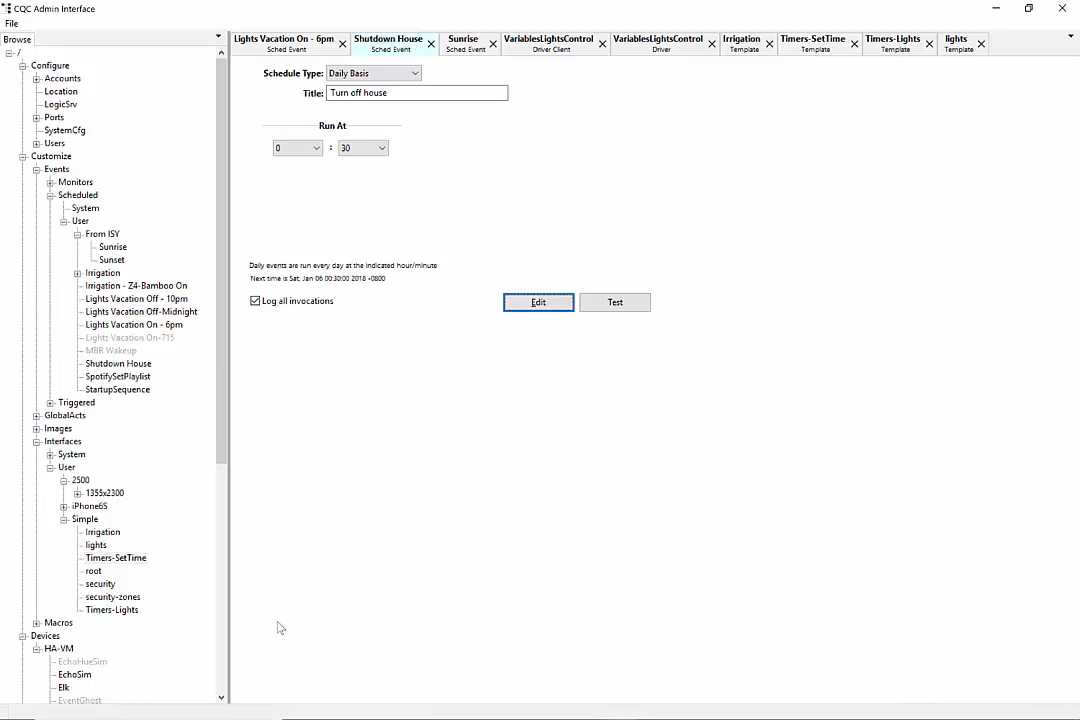 CQC Admin Interface
File
Browse
/
Configure
Accounts
Location
LogicSrv
Ports
SystemCfg
Users
Customize
Events
Monitors
Scheduled
System
User
From ISY
Sunrise
Sunset
Irrigation
Irrigation - Z4-Bamboo On
Lights Vacation Off - 10pm
Lights Vacation Off-Midnight
Lights Vacation On - 6pm
Lights Vacation On-715
MBR Wakeup
Shutdown House
SpotifySetPlaylist
StartupSequence
Triggered
GlobalActs
Images
Interfaces
System
User
2500
1355x2300
iPhone6S
Simple
Irrigation
lights
Timers-SetTime
root
security
security-zones
Timers-Lights
Macros
Devices
HA-VM
EchoHueSim
EchoSim
Elk
EventGhost
Lights Vacation On - 6pm
Sched Event
Shutdown House
Sched Event
Sunrise
Sched Event
VariablesLightsControl
Driver Client
VariablesLightsControl
Driver
Irrigation
Template
Timers-SetTime
Template
Timers-Lights
Template
lights
Template
Schedule Type: Daily Basis
Title: Turn off house
Run At
0 : 30
Daily events are run every day at the indicated hour/minute
Next time is Sat, Jan 06 00:30:00 2018 +0800
Log all invocations
Edit
Test